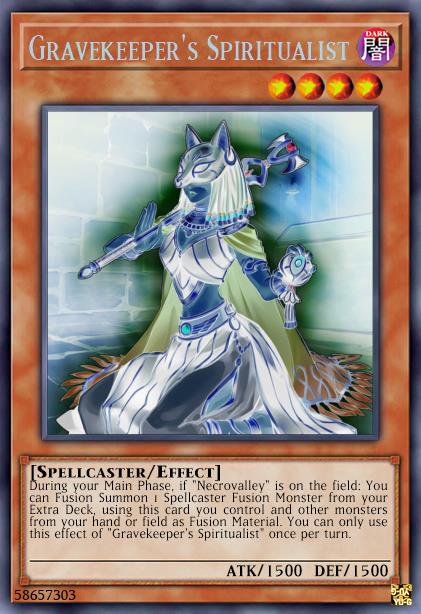 Gravekeeper's Spiritualist
DARK
闇
[Spellcaster/Effect]
During your Main Phase, if "Necrovalley" is on the field: You
can Fusion Summon 1 Spellcaster Fusion Monster from your
Extra Deck, using this card you control and other monsters
from your hand or field as Fusion Material. You can only use
this effect of "Gravekeeper's Spiritualist" once per turn.
ATK/1500 DEF/1500
58657303